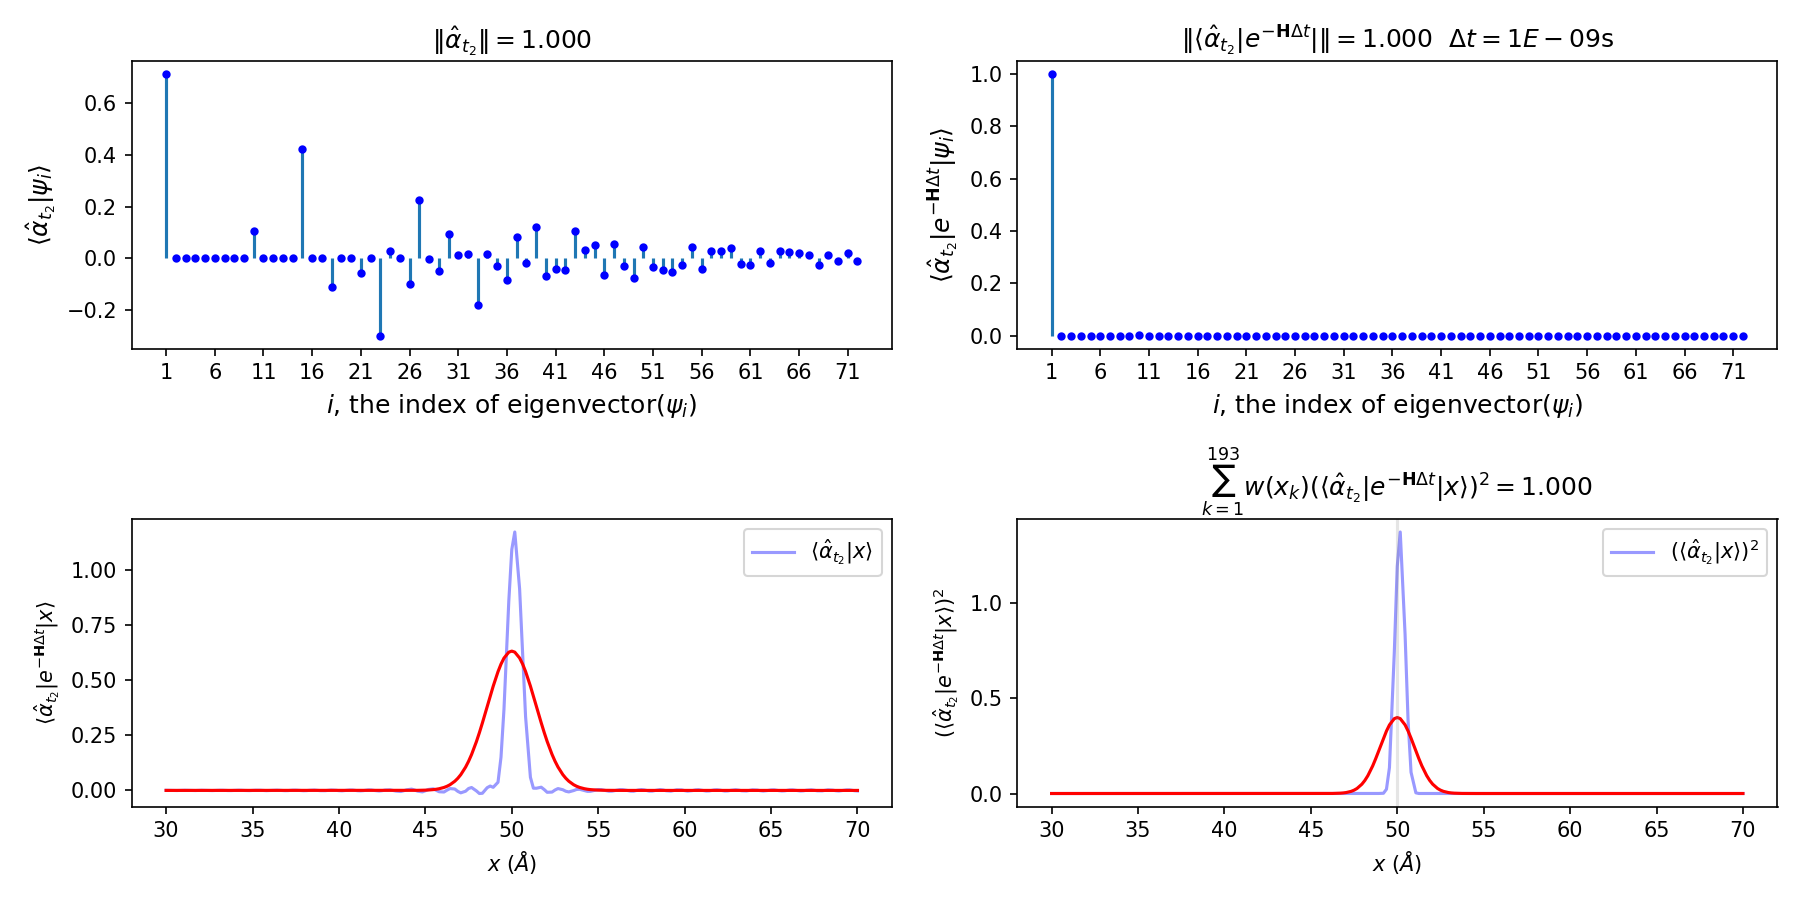 ‖α̂_{t₂}‖ = 1.000
⟨α̂_{t₂}|ψᵢ⟩
0.6
0.4
0.2
0.0
−0.2
1 6 11 16 21 26 31 36 41 46 51 56 61 66 71
i, the index of eigenvector(ψᵢ)
‖⟨α̂_{t₂}|e^{−𝐇Δt}|‖ = 1.000 Δt = 1E − 09s
⟨α̂_{t₂}|e^{−𝐇Δt}|ψᵢ⟩
1.0
0.8
0.6
0.4
0.2
0.0
1 6 11 16 21 26 31 36 41 46 51 56 61 66 71
i, the index of eigenvector(ψᵢ)
⟨α̂_{t₂}|e^{−𝐇Δt}|x⟩
1.00
0.75
0.50
0.25
0.00
⟨α̂_{t₂}|x⟩
30 35 40 45 50 55 60 65 70
x (Å)
∑_{k=1}^{193} w(x_k)(⟨α̂_{t₂}|e^{−𝐇Δt}|x⟩)² = 1.000
(⟨α̂_{t₂}|e^{−𝐇Δt}|x⟩)²
1.0
0.5
0.0
(⟨α̂_{t₂}|x⟩)²
30 35 40 45 50 55 60 65 70
x (Å)